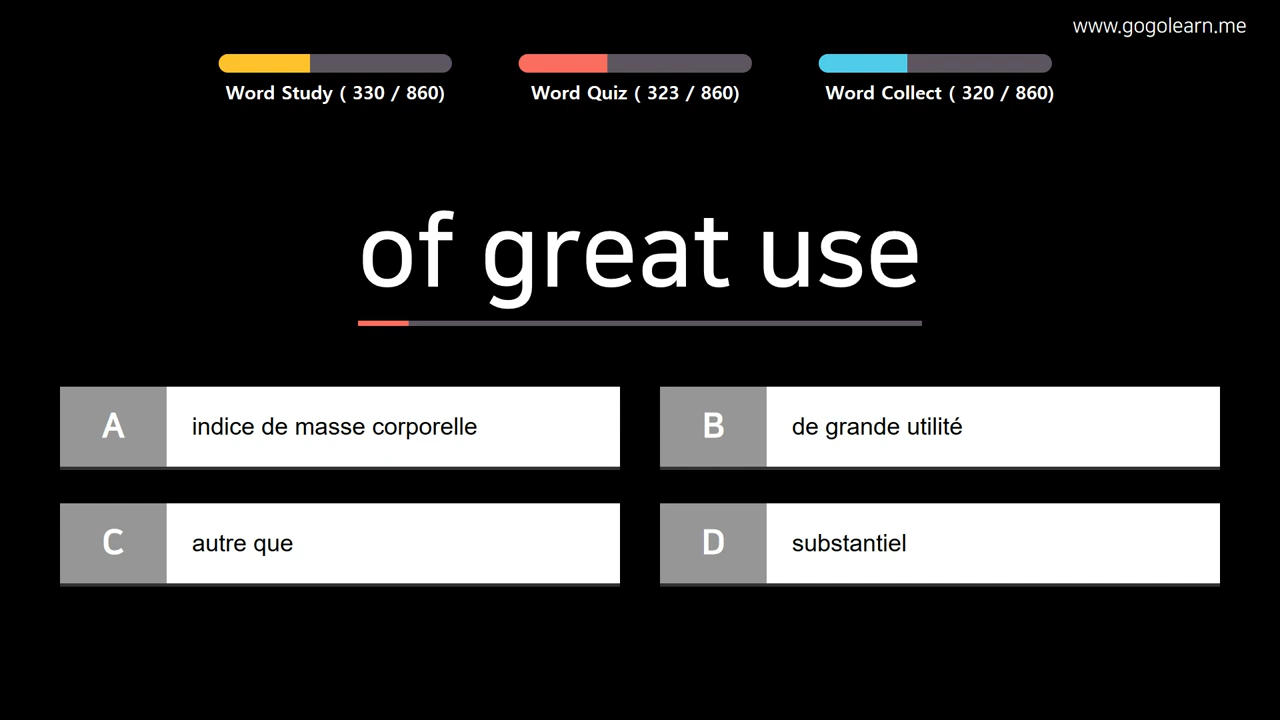 www.gogolearn.me
Word Study ( 330 / 860)
Word Quiz ( 323 / 860)
Word Collect ( 320 / 860)
of great use
A indice de masse corporelle
B de grande utilité
C autre que
D substantiel